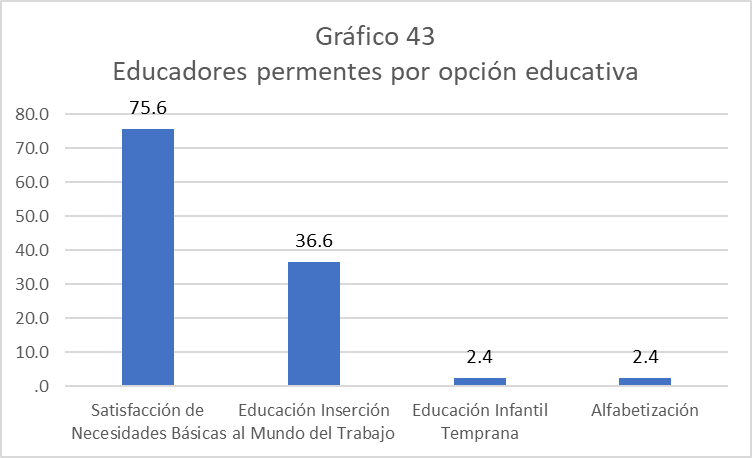 Gráfico 43
Educadores permentes por opción educativa
80.0
70.0
60.0
50.0
40.0
30.0
20.0
10.0
.0
75.6
36.6
2.4
2.4
Satisfacción de
Necesidades Básicas
Educación Inserción
al Mundo del Trabajo
Educación Infantil
Temprana
Alfabetización